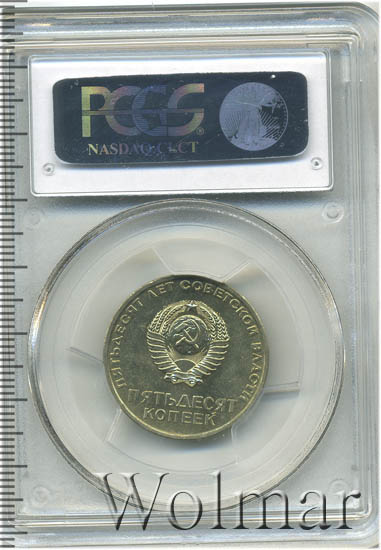 PCGS
NASDAQ:CLCT
ПЯТЬДЕСЯТ ЛЕТ СОВЕТСКОЙ ВЛАСТИ
ПЯТЬДЕСЯТ
КОПЕЕК
Wolmar